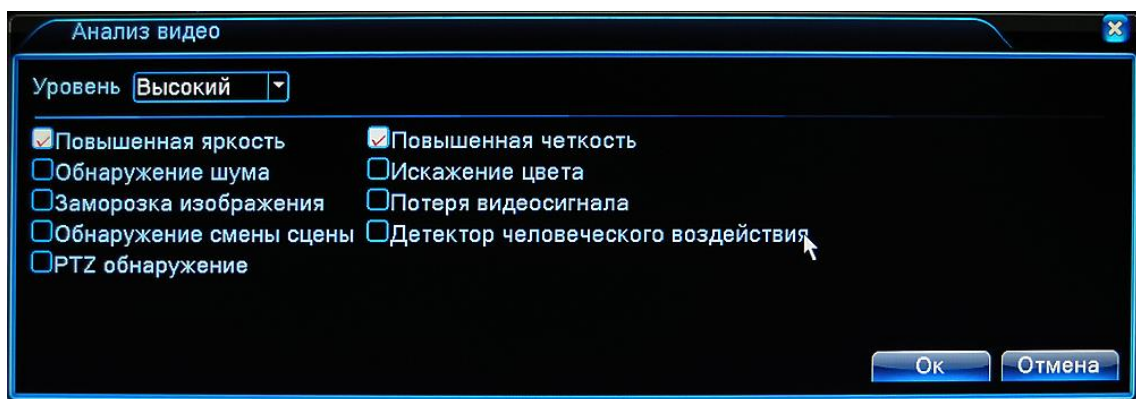 Анализ видео
Уровень Высокий
Повышенная яркость Повышенная четкость
Обнаружение шума Искажение цвета
Заморозка изображения Потеря видеосигнала
Обнаружение смены сцены Детектор человеческого воздействия
PTZ обнаружение
Ок Отмена